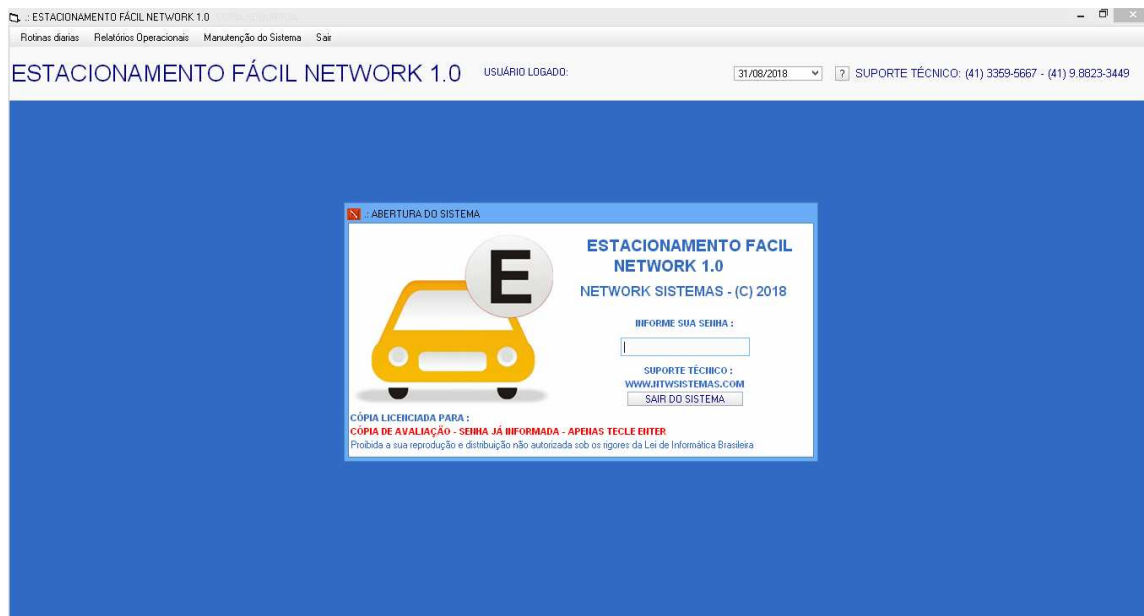 .: ESTACIONAMENTO FÁCIL NETWORK 1.0
Rotinas diarias Relatórios Operacionais Manutenção do Sistema Sair
ESTACIONAMENTO FÁCIL NETWORK 1.0 USUÁRIO LOGADO: 31/08/2018 ? SUPORTE TÉCNICO: (41) 3359-5667 - (41) 9.8823-3449
.: ABERTURA DO SISTEMA
E
ESTACIONAMENTO FACIL
NETWORK 1.0
NETWORK SISTEMAS - (C) 2018
INFORME SUA SENHA :
SUPORTE TÉCNICO :
WWW.NTWSISTEMAS.COM
SAIR DO SISTEMA
CÓPIA LICENCIADA PARA :
CÓPIA DE AVALIAÇÃO - SENHA JÁ INFORMADA - APENAS TECLE ENTER
Proibida a sua reprodução e distribuição não autorizada sob os rigores da Lei de Informática Brasileira